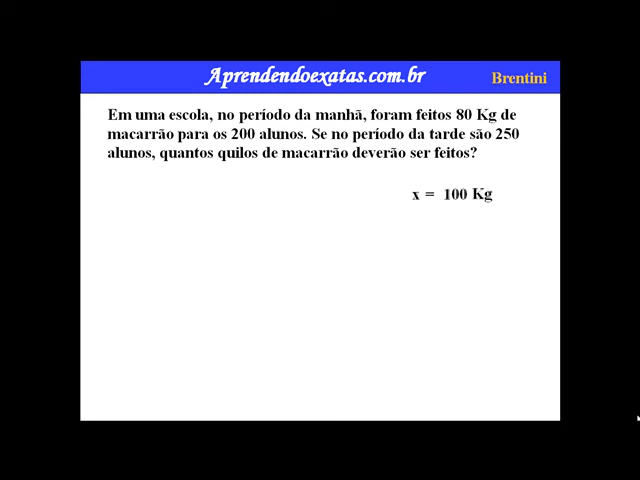 Aprendendoexatas.com.br
Brentini
Em uma escola, no período da manhã, foram feitos 80 Kg de
macarrão para os 200 alunos. Se no período da tarde são 250
alunos, quantos quilos de macarrão deverão ser feitos?
x = 100 Kg